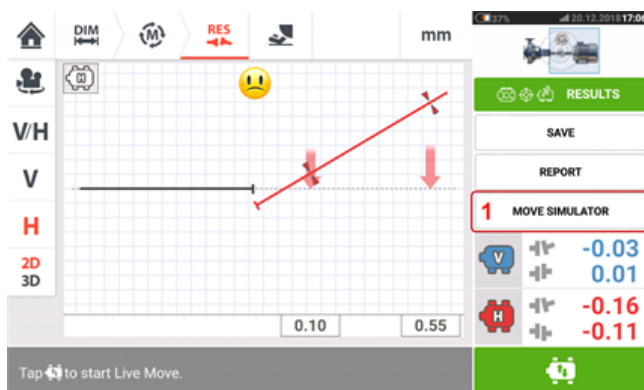 DIM
M
RES
mm
37%
20.12.2018 17:06
RESULTS
SAVE
V/H
REPORT
V
1 MOVE SIMULATOR
H
V
-0.03
0.01
2D
3D
H
-0.16
-0.11
0.10
0.55
Tap to start Live Move.